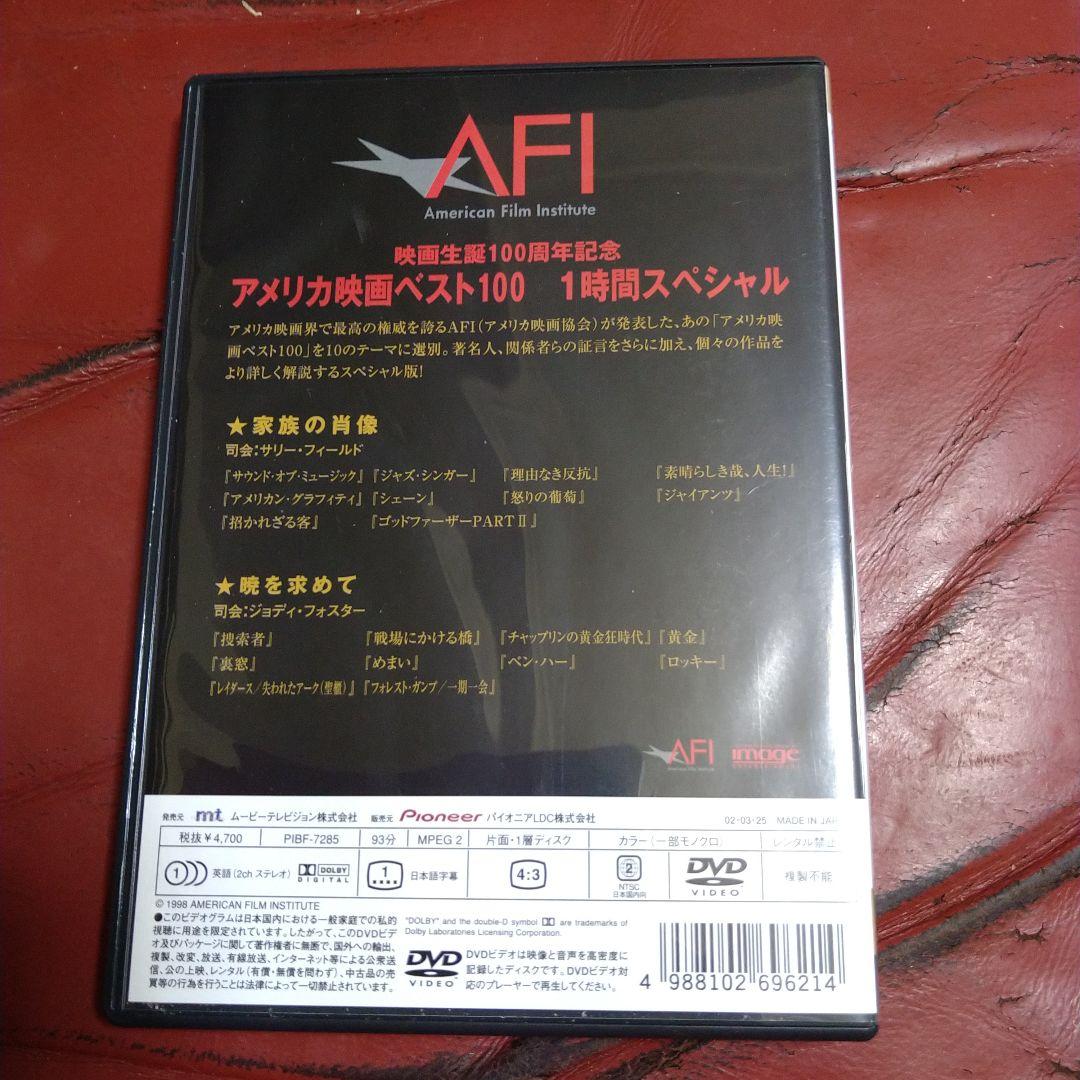 AFI
American Film Institute
映画生誕100周年記念
アメリカ映画ベスト100 1時間スペシャル
アメリカ映画界で最高の権威を誇るAFI(アメリカ映画協会)が発表した、あの「アメリカ映
画ベスト100」を10のテーマに選別。著名人、関係者らの証言をさらに加え、個々の作品を
より詳しく解説するスペシャル版!
★家族の肖像
司会:サリー・フィールド
『サウンド・オブ・ミュージック』 『ジャズ・シンガー』 『理由なき反抗』 『素晴らしき哉、人生!』
『アメリカン・グラフィティ』 『シェーン』 『怒りの葡萄』 『ジャイアンツ』
『招かれざる客』 『ゴッドファーザーPARTⅡ』
★暁を求めて
司会:ジョディ・フォスター
『捜索者』 『戦場にかける橋』 『チャップリンの黄金狂時代』 『黄金』
『裏窓』 『めまい』 『ベン・ハー』 『ロッキー』
『レイダース/失われたアーク(聖櫃)』 『フォレスト・ガンプ/一期一会』
AFI image
American Film Institute
発売元 mt ムービーテレビジョン株式会社 販売元 Pioneer パイオニアLDC株式会社 02・03・25 MADE IN JAP
税抜¥4,700 PIBF-7285 93分 MPEG 2 片面・1層ディスク カラー(一部モノクロ) レンタル禁止
1 英語(2ch ステレオ) DOLBY DIGITAL 1 日本語字幕 4:3 2 NTSC 日本国内向 DVD VIDEO 複製不能
© 1998 AMERICAN FILM INSTITUTE
●このビデオグラムは日本国内における一般家庭での私的
視聴に用途を限定されています。したがって、このDVDビデ
オ及びパッケージに関して著作権者に無断で、国外への輸出、
複製、改変、放送、有線放送、インターネット等による公衆送
信、公の上映、レンタル(有償・無償を問わず)、中古品の売
買等の行為を行うことは法律によって一切禁止されています。
"DOLBY" and the double-D symbol are trademarks of
Dolby Laboratories Licensing Corporation.
DVD VIDEO
DVDビデオは映像と音声を高密度に
記録したディスクです。DVDビデオ対
応のプレーヤーで再生してください。
4 988102 696214